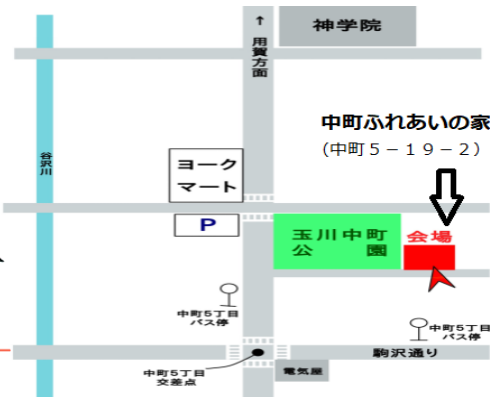 神学院
↑
用賀方面
中町ふれあいの家
(中町5-19-2)
谷沢川
ヨーク
マート
P
玉川中町
公園
会場
中町5丁目
バス停
中町5丁目
バス停
駒沢通り
中町5丁目
交差点
電気屋